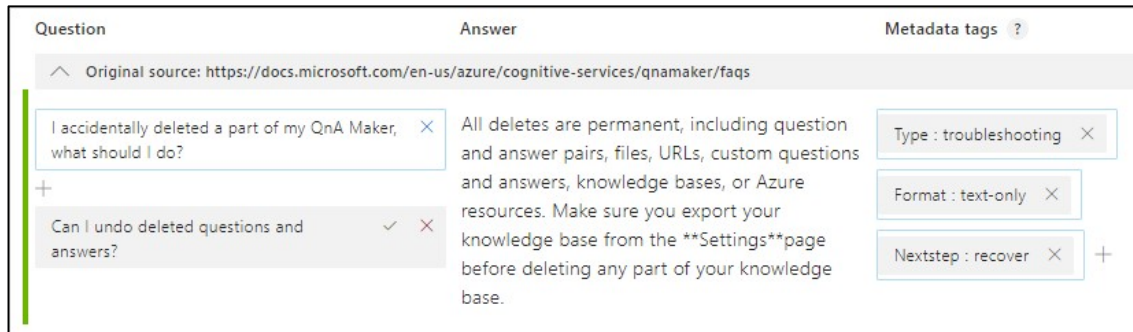 Question Answer Metadata tags ?
Original source: https://docs.microsoft.com/en-us/azure/cognitive-services/qnamaker/faqs
I accidentally deleted a part of my QnA Maker,
what should I do?
Can I undo deleted questions and
answers?
All deletes are permanent, including question
and answer pairs, files, URLs, custom questions
and answers, knowledge bases, or Azure
resources. Make sure you export your
knowledge base from the **Settings**page
before deleting any part of your knowledge
base.
Type : troubleshooting
Format : text-only
Nextstep : recover